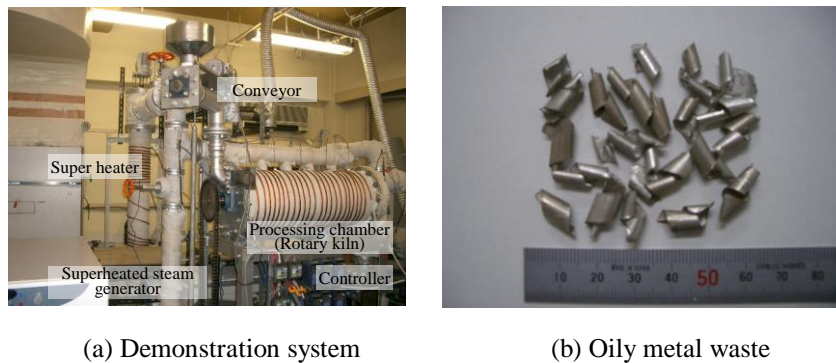 Conveyor
Super heater
Processing chamber
(Rotary kiln)
Superheated steam
generator
Controller
10 20 30 40 50 60 70 80
(a) Demonstration system
(b) Oily metal waste